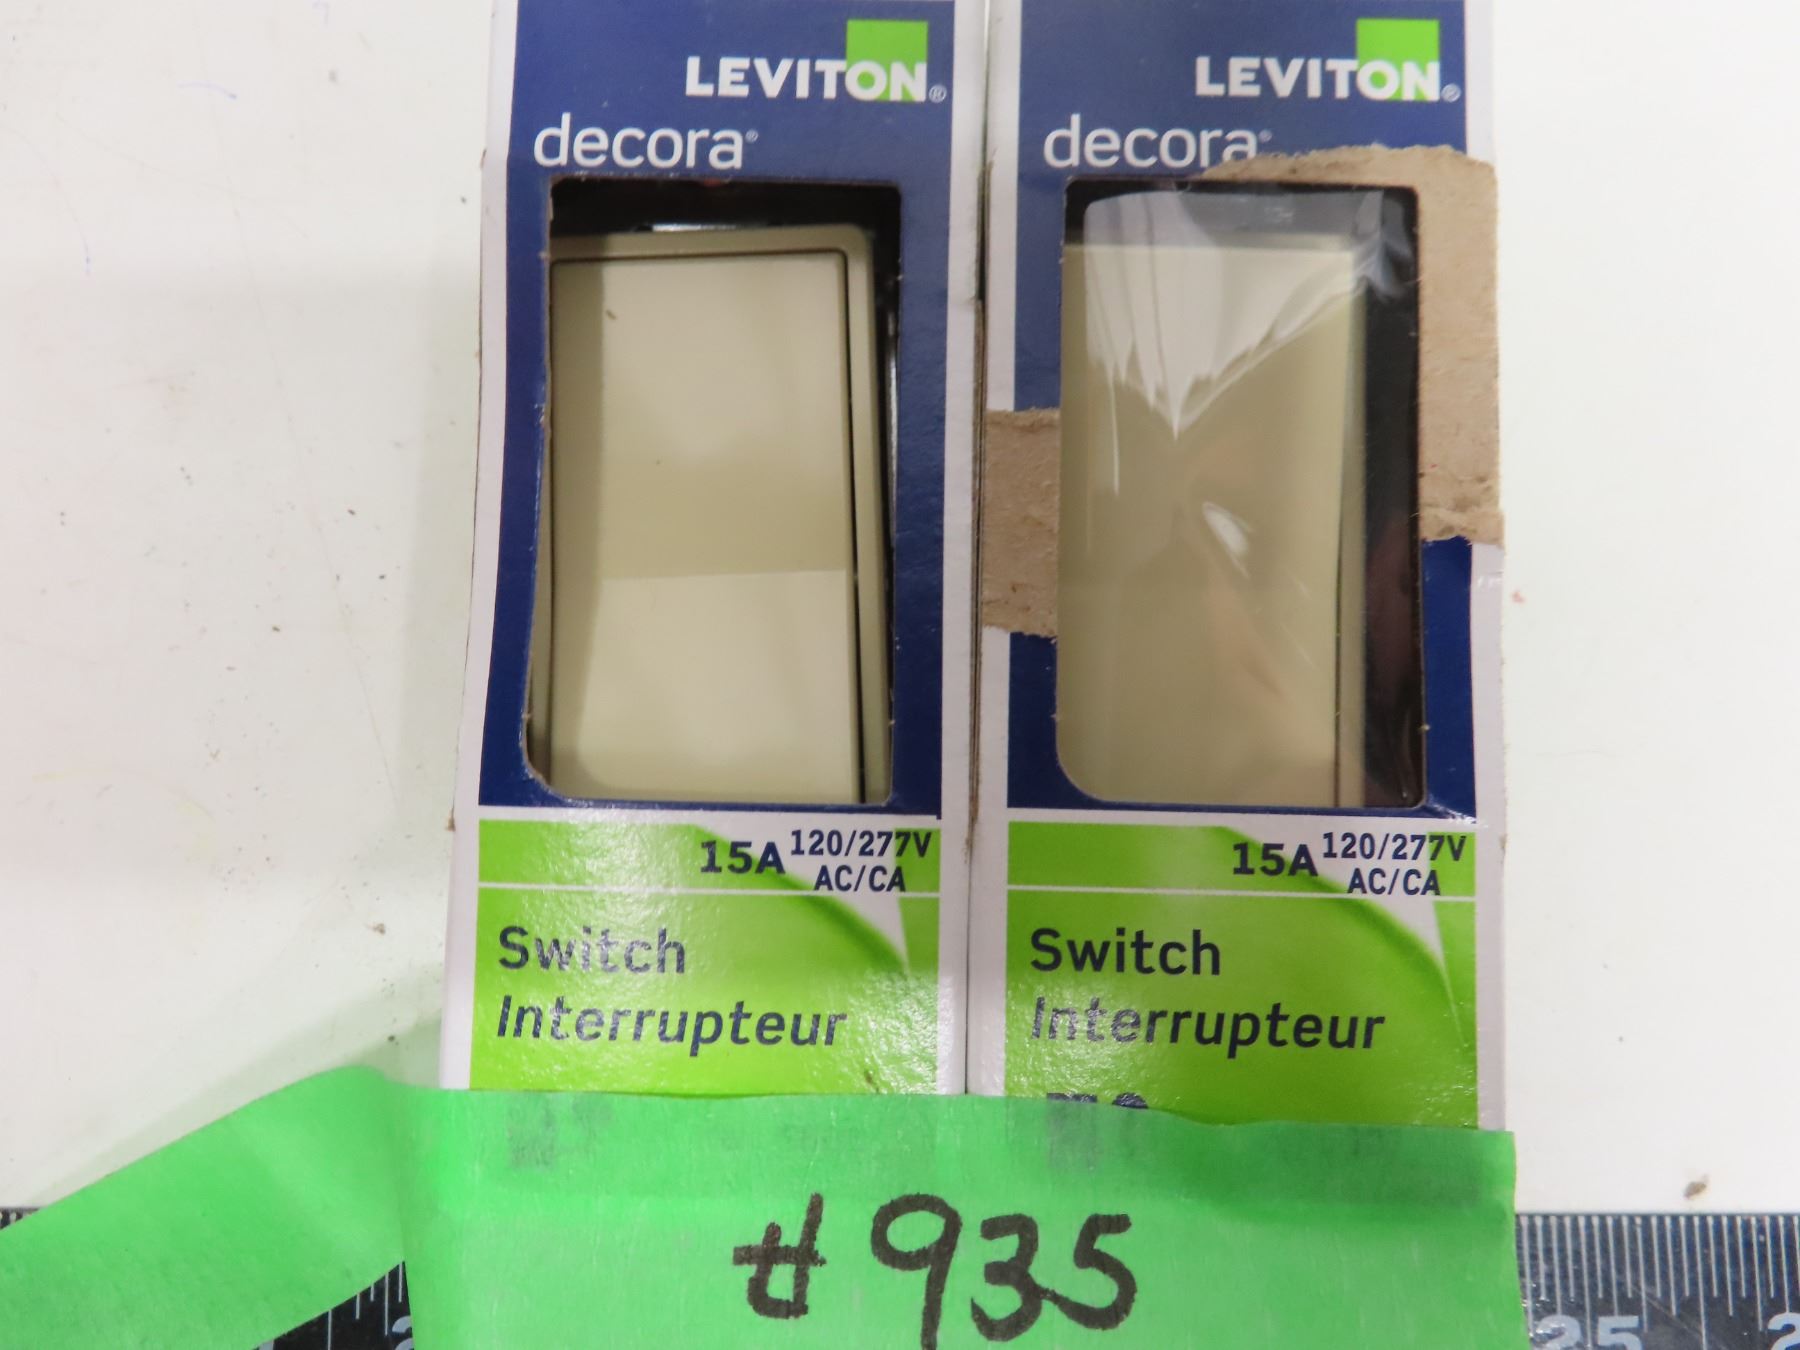 LEVITON®
decora®
15A 120/277V
AC/CA
Switch
Interrupteur
LEVITON®
decora®
15A 120/277V
AC/CA
Switch
Interrupteur
#935
25